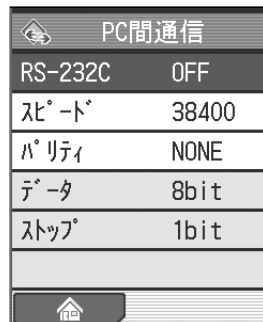 PC間通信
RS-232C OFF
ｽﾋﾟｰﾄﾞ 38400
ﾊﾟﾘﾃｨ NONE
ﾃﾞｰﾀ 8bit
ｽﾄｯﾌﾟ 1bit